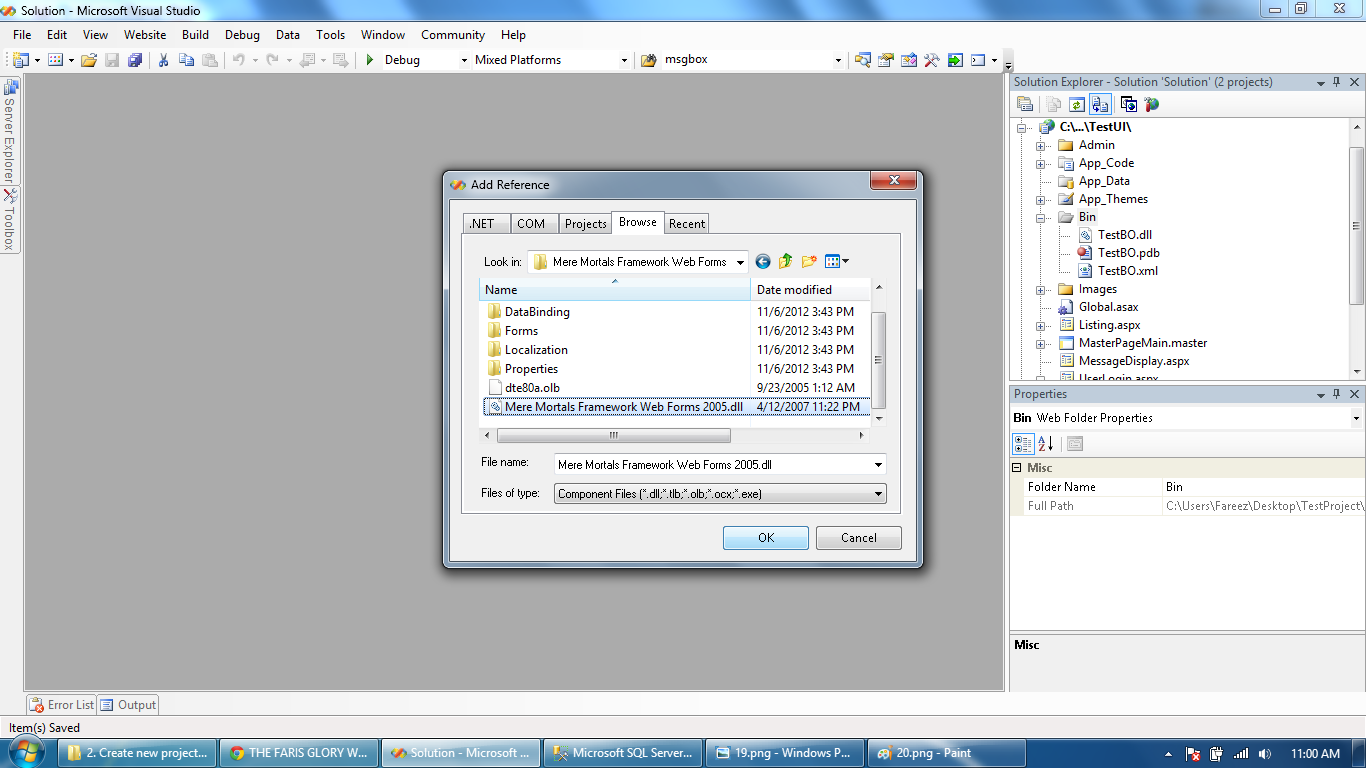 Solution - Microsoft Visual Studio
File Edit View Website Build Debug Data Tools Window Community Help
Debug Mixed Platforms msgbox
Server Explorer
Toolbox
Solution Explorer - Solution 'Solution' (2 projects)
C:\...\TestUI\
Admin
App_Code
App_Data
App_Themes
Bin
TestBO.dll
TestBO.pdb
TestBO.xml
Images
Global.asax
Listing.aspx
MasterPageMain.master
MessageDisplay.aspx
UserLogin.aspx
Add Reference
.NET COM Projects Browse Recent
Look in: Mere Mortals Framework Web Forms
Name Date modified
DataBinding 11/6/2012 3:43 PM
Forms 11/6/2012 3:43 PM
Localization 11/6/2012 3:43 PM
Properties 11/6/2012 3:43 PM
dte80a.olb 9/23/2005 1:12 AM
Mere Mortals Framework Web Forms 2005.dll 4/12/2007 11:22 PM
File name: Mere Mortals Framework Web Forms 2005.dll
Files of type: Component Files (*.dll;*.tlb;*.olb;*.ocx;*.exe)
OK Cancel
Properties
Bin Web Folder Properties
Misc
Folder Name Bin
Full Path C:\Users\Fareez\Desktop\TestProject\
Misc
Error List Output
Item(s) Saved
2. Create new project... THE FARIS GLORY W... Solution - Microsoft ... Microsoft SQL Server... 19.png - Windows P... 20.png - Paint 11:00 AM